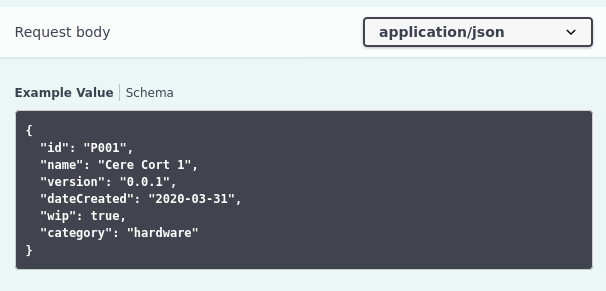 Request body
application/json
Example Value
Schema
{
  "id": "P001",
  "name": "Cere Cort 1",
  "version": "0.0.1",
  "dateCreated": "2020-03-31",
  "wip": true,
  "category": "hardware"
}